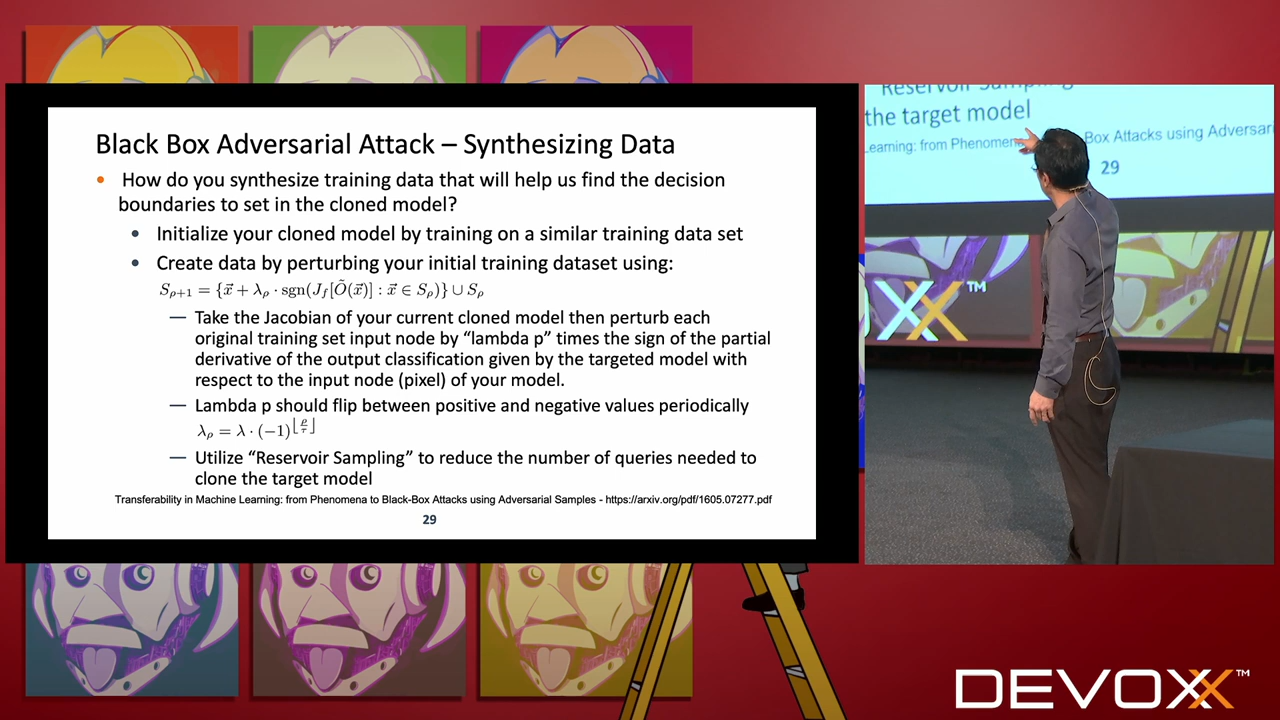 Black Box Adversarial Attack – Synthesizing Data
• How do you synthesize training data that will help us find the decision
boundaries to set in the cloned model?
• Initialize your cloned model by training on a similar training data set
• Create data by perturbing your initial training dataset using:
S_{ρ+1} = {x⃗ + λ_ρ · sgn(J_f[Õ(x⃗)] : x⃗ ∈ S_ρ)} ∪ S_ρ
— Take the Jacobian of your current cloned model then perturb each
original training set input node by “lambda p” times the sign of the partial
derivative of the output classification given by the targeted model with
respect to the input node (pixel) of your model.
— Lambda p should flip between positive and negative values periodically
λ_ρ = λ · (-1)^{⌊ρ/τ⌋}
— Utilize “Reservoir Sampling” to reduce the number of queries needed to
clone the target model
Transferability in Machine Learning: from Phenomena to Black-Box Attacks using Adversarial Samples - https://arxiv.org/pdf/1605.07277.pdf
29
Reservoir Sampling
the target model
Learning: from Phenomena
Box Attacks using Adversari
29
XX™
DEVOXX™